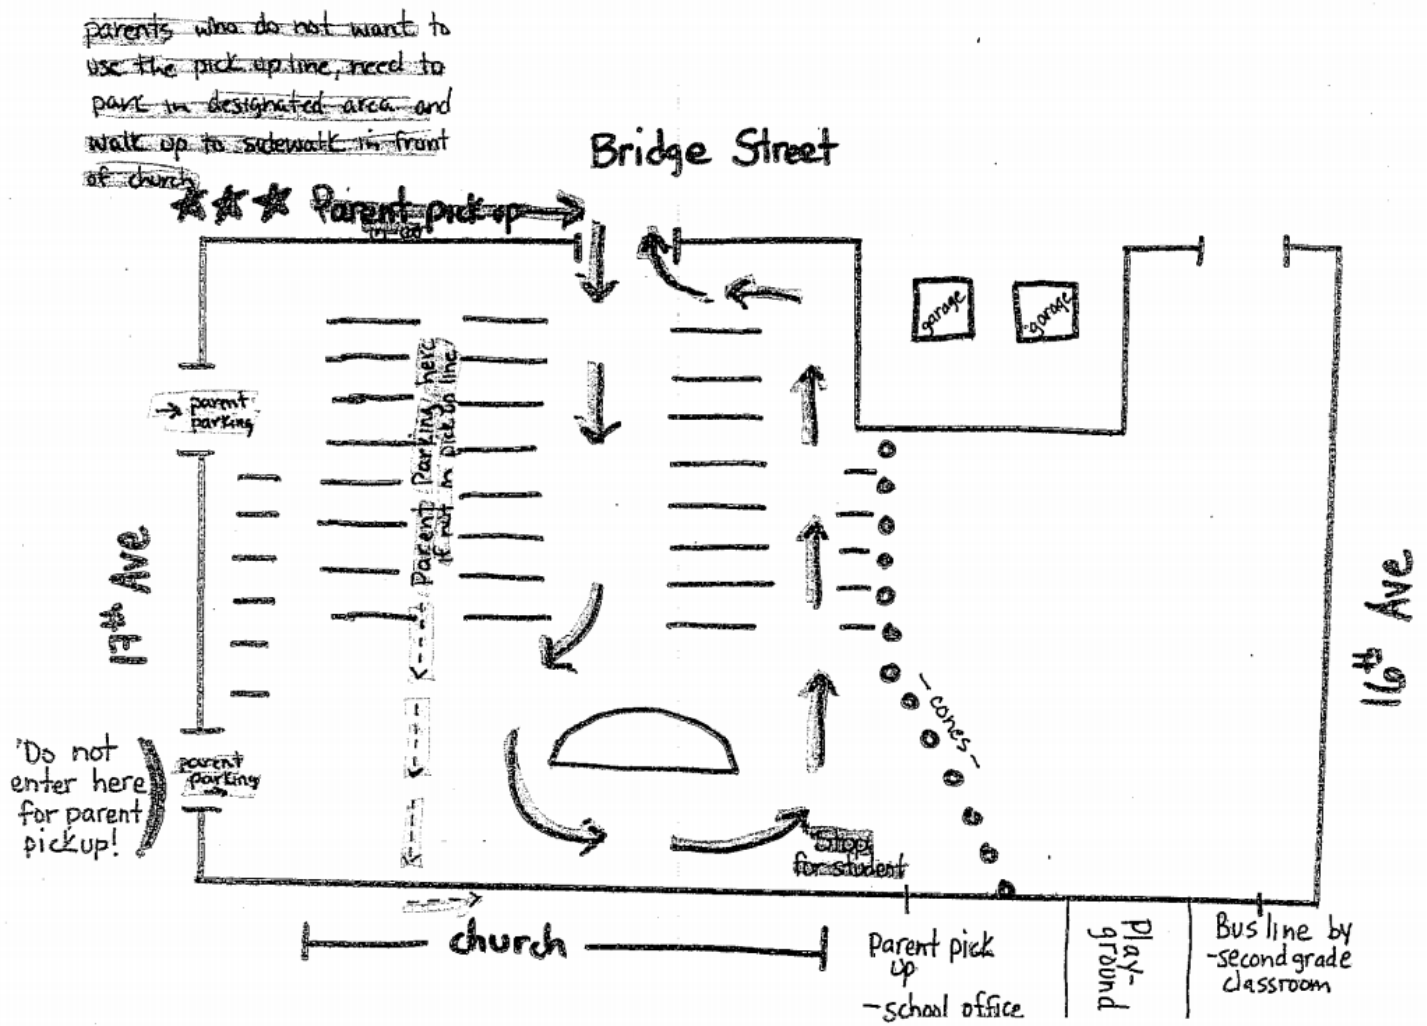 parents who do not want to
use the pick up line, need to
park in designated area and
walk up to sidewalk in front
of church
Bridge Street
Parent pick up
garage
garage
→ parent
parking
Parent Parking here
if not in pick up line
17th Ave
16th Ave
-cones-
"Do not
enter here
for parent
pickup!
parent
parking
Stop
for student
church
Parent pick
up
-school office
Play-
ground
Bus line by
-second grade
classroom